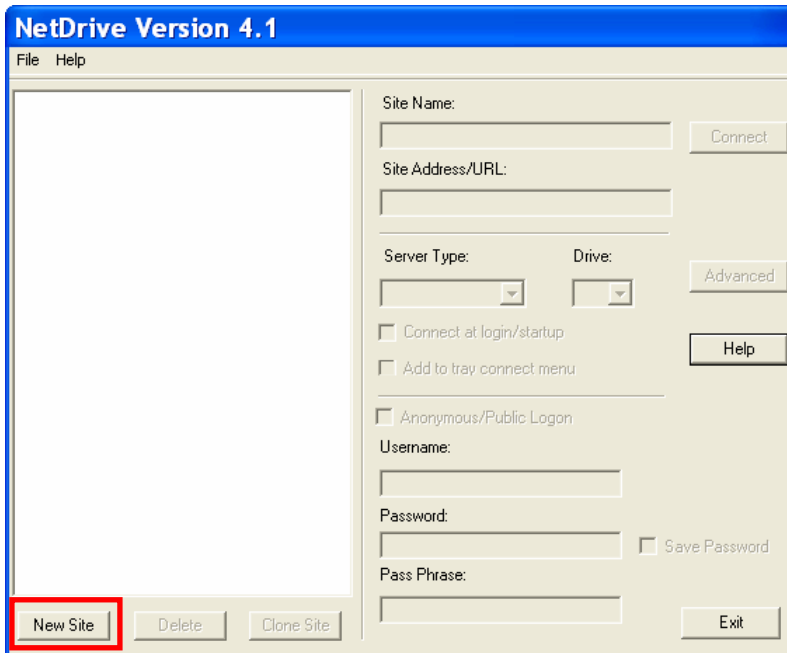 NetDrive Version 4.1
File Help
Site Name:
Connect
Site Address/URL:
Server Type: Drive:
Advanced
Connect at login/startup
Help
Add to tray connect menu
Anonymous/Public Logon
Username:
Password:
Save Password
Pass Phrase:
New Site Delete Clone Site Exit